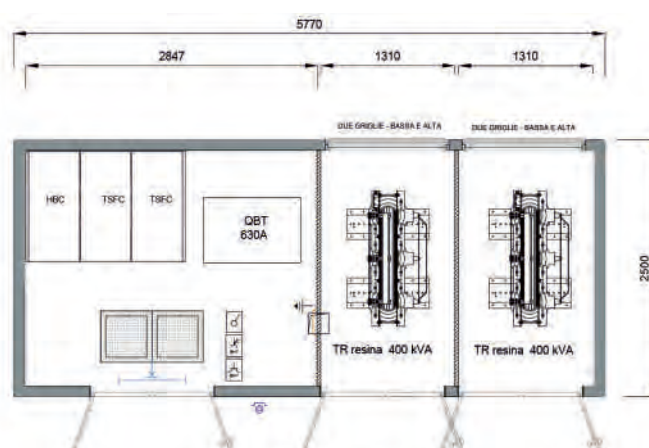 5770
2847 1310 1310
DUE GRIGLIE - BASSA E ALTA DUE GRIGLIE - BASSA E ALTA
HBC TSFC TSFC
QBT
630A
2500
TR resina 400 kVA TR resina 400 kVA